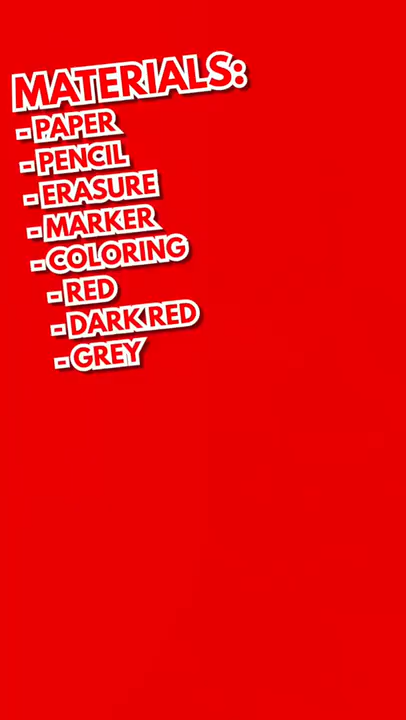 MATERIALS:
- PAPER
- PENCIL
- ERASURE
- MARKER
- COLORING
- RED
- DARK RED
- GREY